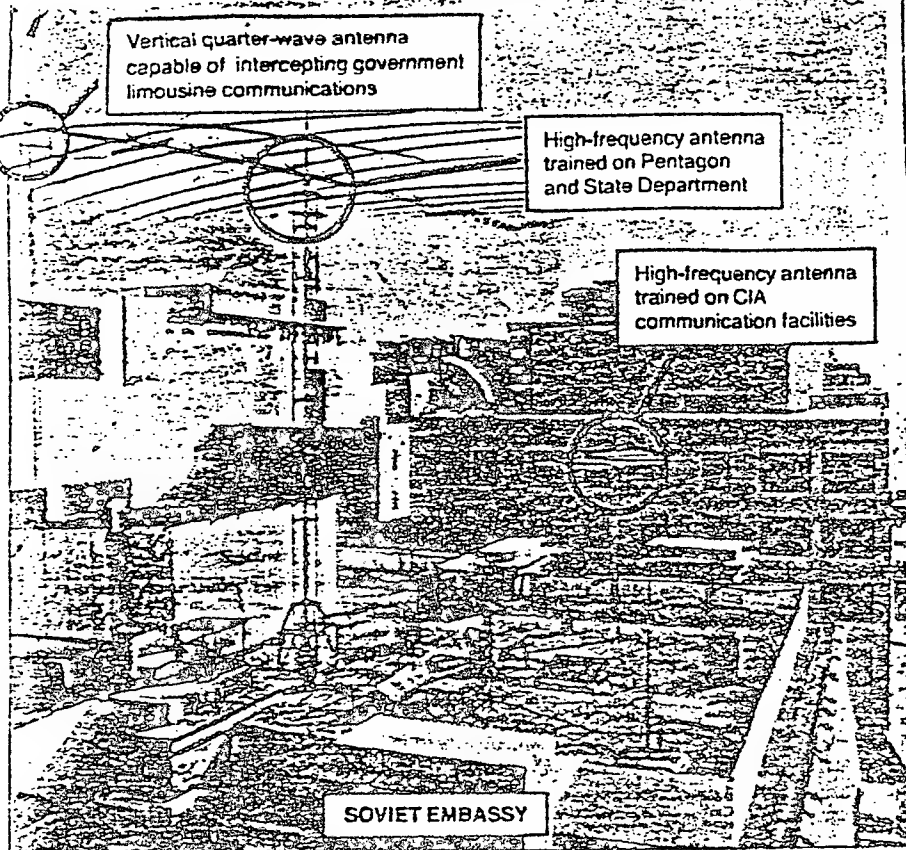 Vertical quarter-wave antenna
capable of intercepting government
limousine communications
High-frequency antenna
trained on Pentagon
and State Department
High-frequency antenna
trained on CIA
communication facilities
SOVIET EMBASSY